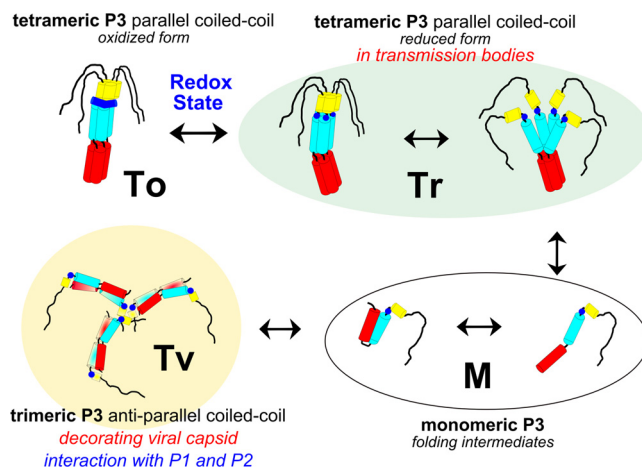 tetrameric P3 parallel coiled-coil
oxidized form
tetrameric P3 parallel coiled-coil
reduced form
in transmission bodies
Redox
State
To
Tr
Tv
M
trimeric P3 anti-parallel coiled-coil
decorating viral capsid
interaction with P1 and P2
monomeric P3
folding intermediates